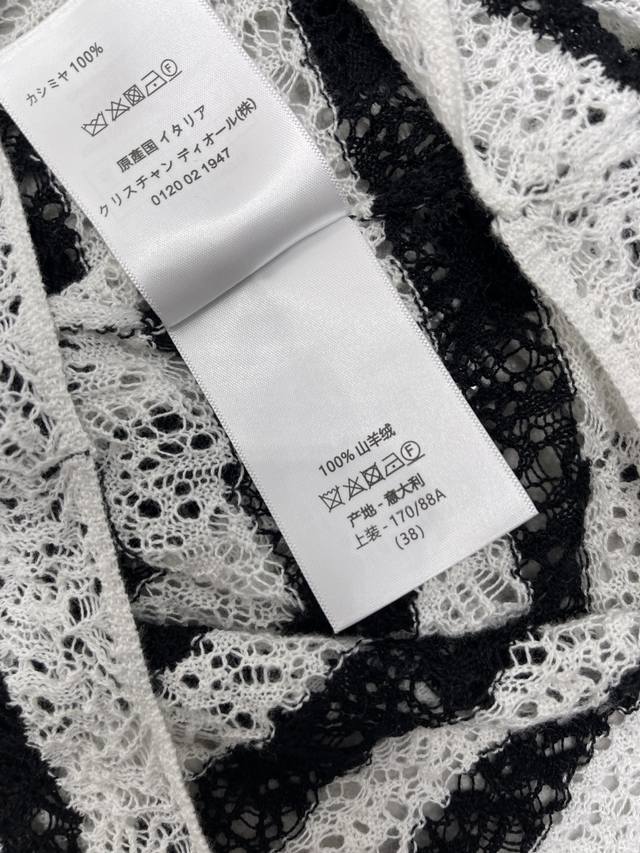 カシミヤ 100%
F
原産国 イタリア
クリスチャン ディオール(株)
0120 02 1947
100% 山羊绒
F
产地 - 意大利
上装 - 170/88A
(38)